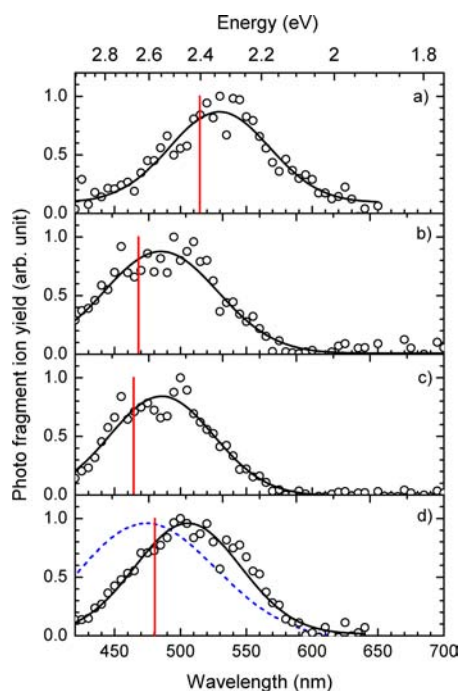 Energy (eV)
2.8 2.6 2.4 2.2 2 1.8
1.0 a)
0.5
0.0
1.0 b)
0.5
0.0
1.0 c)
0.5
0.0
1.0 d)
0.5
0.0
Photo fragment ion yield (arb. unit)
450 500 550 600 650 700
Wavelength (nm)